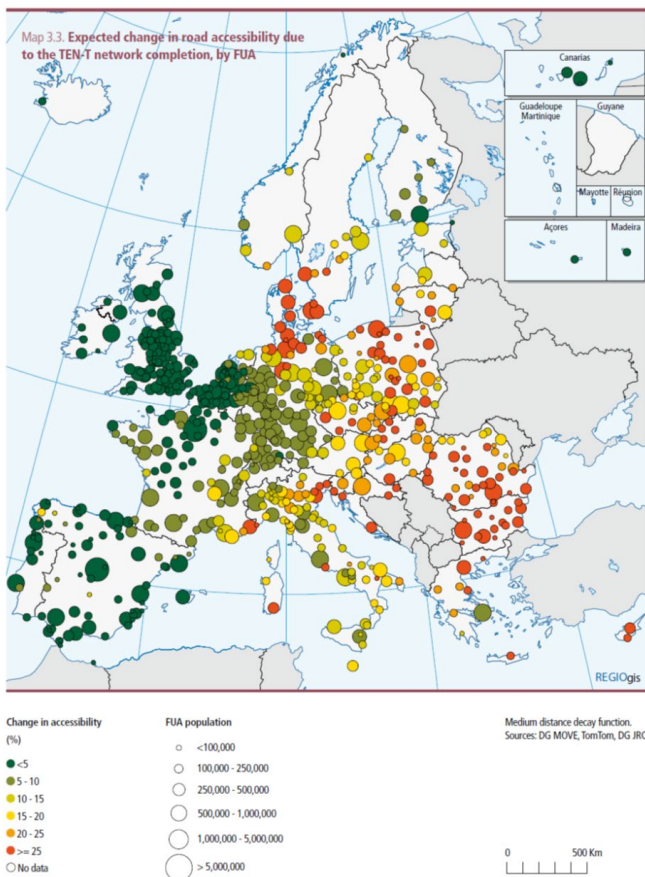 Map 3.3. Expected change in road accessibility due
to the TEN-T network completion, by FUA
Canarias
Guadeloupe
Martinique
Guyane
Mayotte
Réunion
Açores
Madeira
REGIOgis
Change in accessibility
(%)
<5
5 - 10
10 - 15
15 - 20
20 - 25
>= 25
No data
FUA population
<100,000
100,000 - 250,000
250,000 - 500,000
500,000 - 1,000,000
1,000,000 - 5,000,000
> 5,000,000
Medium distance decay function.
Sources: DG MOVE, TomTom, DG JRC
0 500 Km